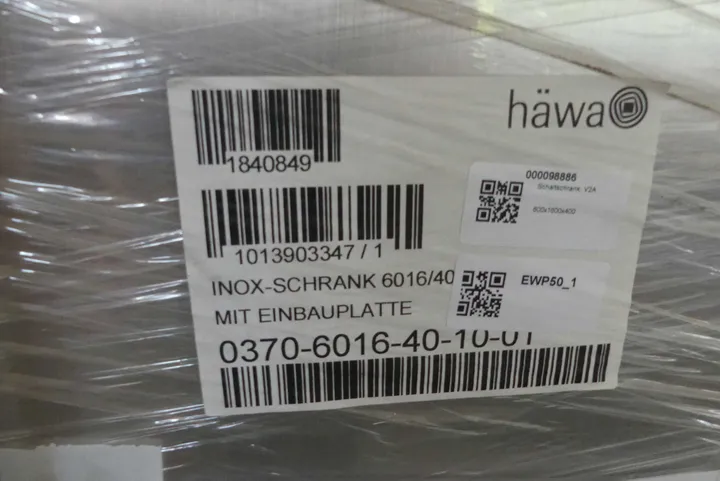 häwa
1840849
000098886
Schaltschrank, V2A
600x1600x400
1013903347 / 1
INOX-SCHRANK 6016/40
EWP50_1
MIT EINBAUPLATTE
0370-6016-40-10-01